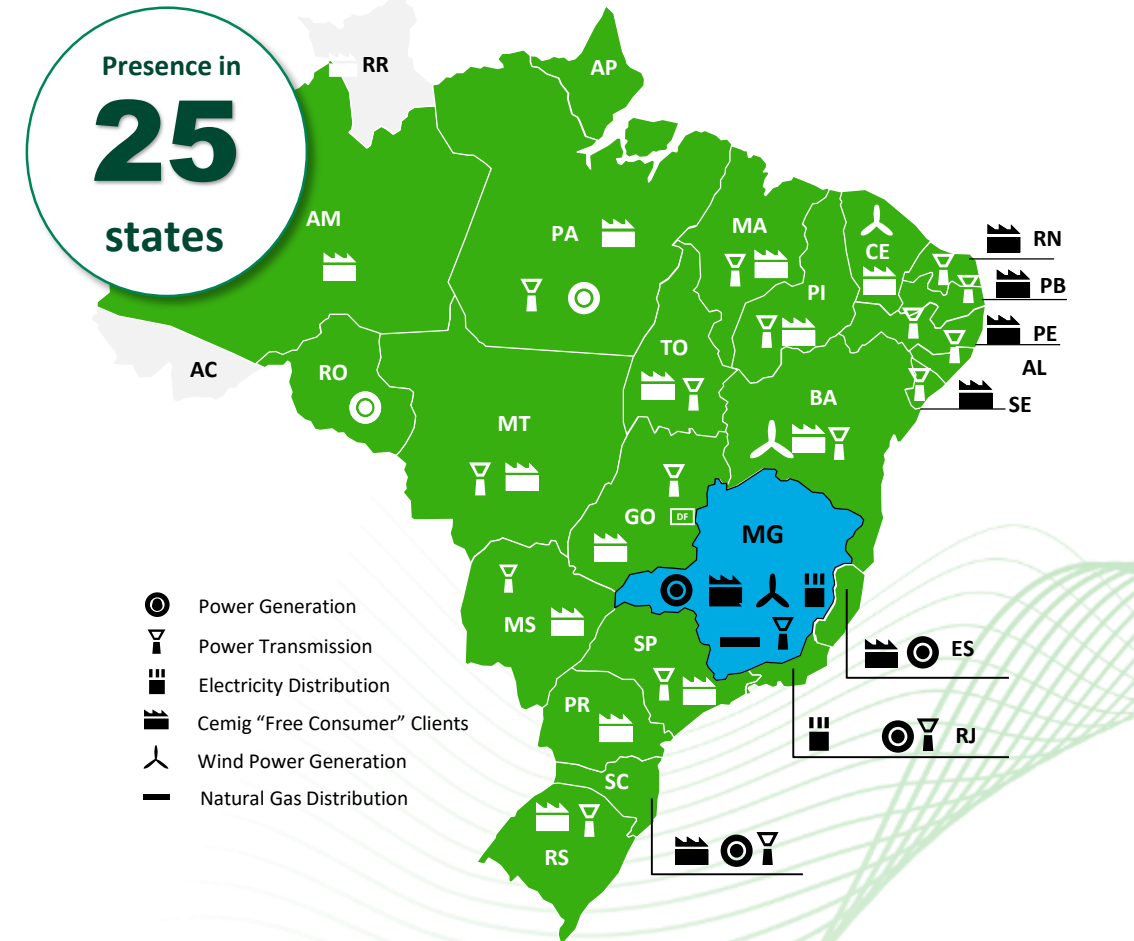 Presence in
25
states
RR
AP
AM
PA
MA
CE
RN
PI
PB
PE
AL
SE
TO
AC
RO
BA
MT
GO
DF
MG
MS
SP
ES
PR
RJ
SC
RS
Power Generation
Power Transmission
Electricity Distribution
Cemig “Free Consumer” Clients
Wind Power Generation
Natural Gas Distribution